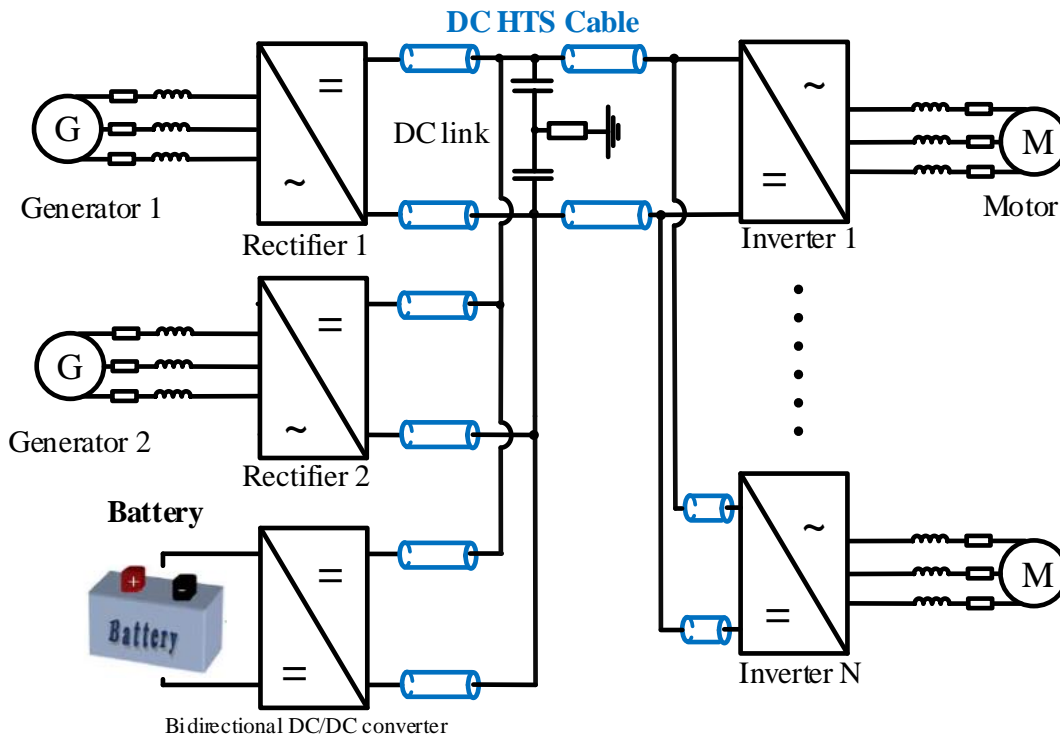 DC HTS Cable
=
~
G
DC link
~
=
M
Generator 1
Rectifier 1
Inverter 1
Motor
=
~
G
Generator 2
Rectifier 2
Battery
+
-
Battery
=
=
~
=
M
Inverter N
Bidirectional DC/DC converter